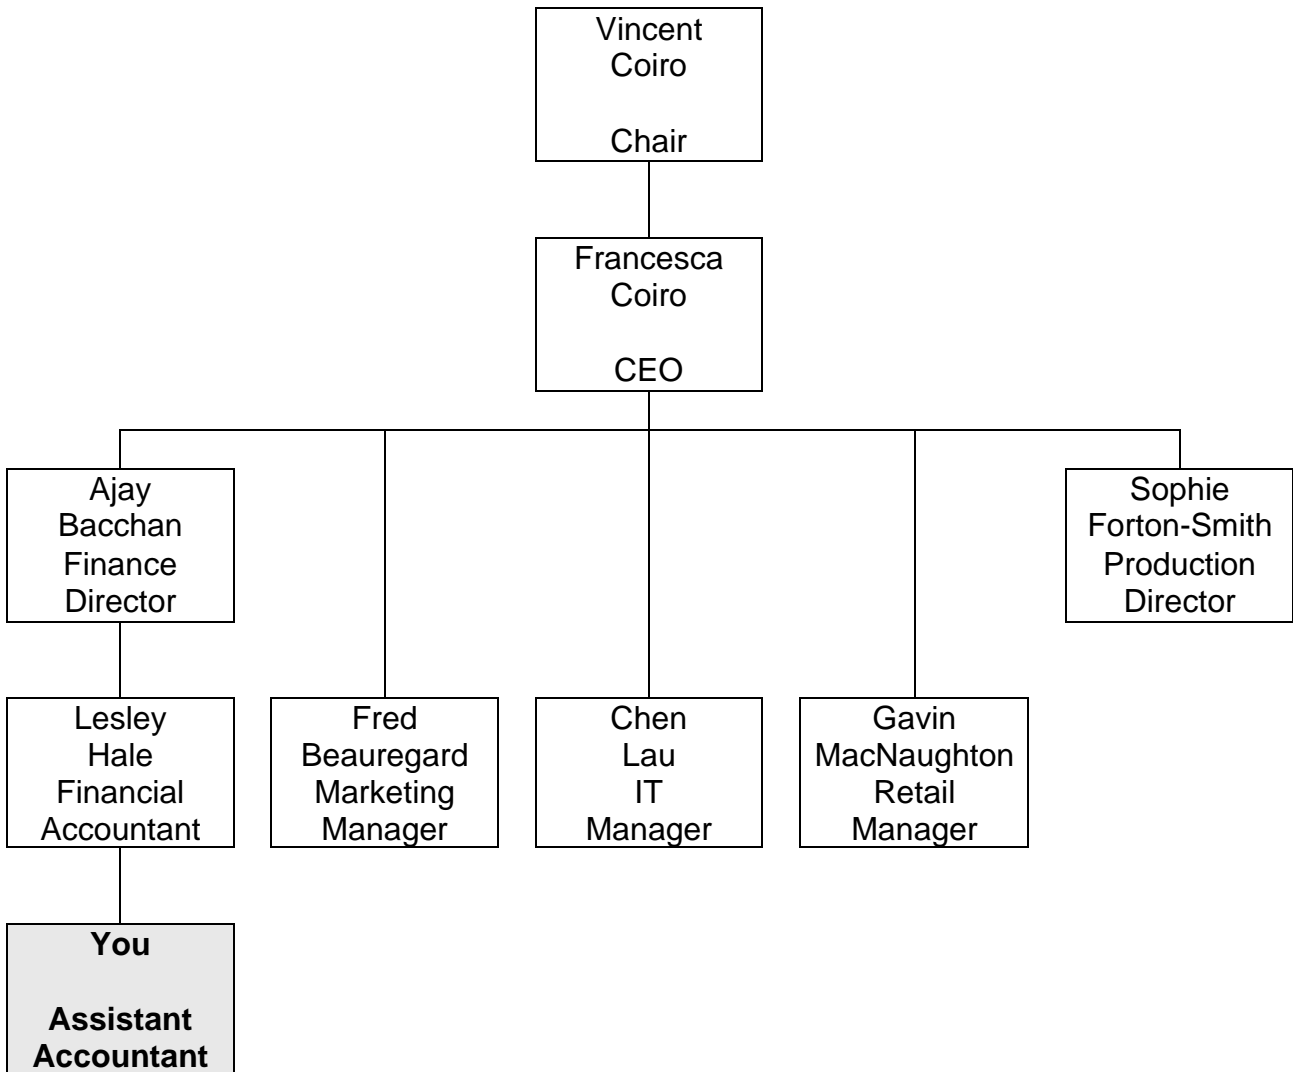 Vincent
Coiro
Chair
Francesca
Coiro
CEO
Ajay
Bacchan
Finance
Director
Sophie
Forton-Smith
Production
Director
Lesley
Hale
Financial
Accountant
Fred
Beauregard
Marketing
Manager
Chen
Lau
IT
Manager
Gavin
MacNaughton
Retail
Manager
You
Assistant
Accountant